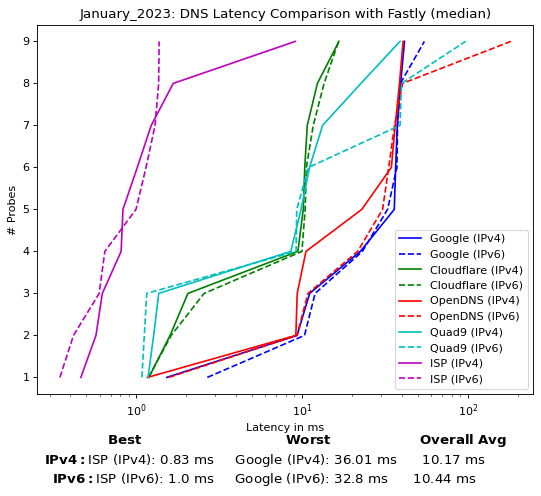 January_2023: DNS Latency Comparison with Fastly (median)
# Probes
9
8
7
6
5
4
3
2
1
Google (IPv4)
Google (IPv6)
Cloudflare (IPv4)
Cloudflare (IPv6)
OpenDNS (IPv4)
OpenDNS (IPv6)
Quad9 (IPv4)
Quad9 (IPv6)
ISP (IPv4)
ISP (IPv6)
10⁰ 10¹ 10²
Latency in ms
Best Worst Overall Avg
IPv4: ISP (IPv4): 0.83 ms Google (IPv4): 36.01 ms 10.17 ms
IPv6: ISP (IPv6): 1.0 ms Google (IPv6): 32.8 ms 10.44 ms